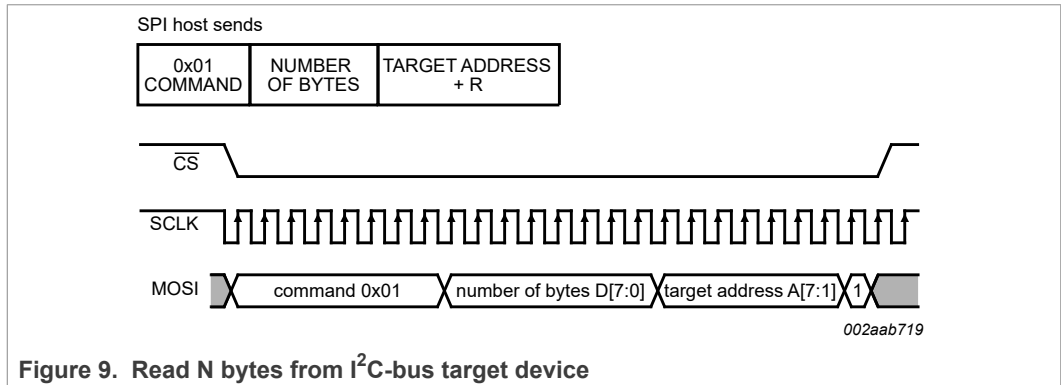 SPI host sends
0x01 COMMAND
NUMBER OF BYTES
TARGET ADDRESS + R
CS
SCLK
MOSI
command 0x01
number of bytes D[7:0]
target address A[7:1]
1
002aab719
Figure 9. Read N bytes from I²C-bus target device